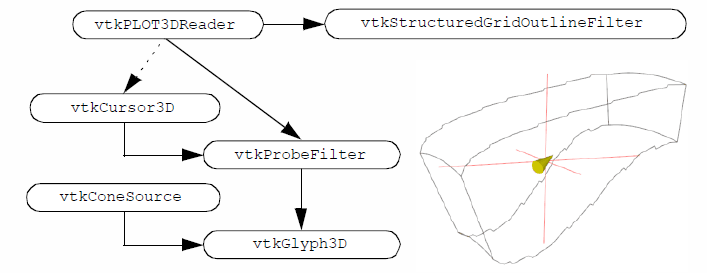 vtkPLOT3DReader
vtkStructuredGridOutlineFilter
vtkCursor3D
vtkProbeFilter
vtkConeSource
vtkGlyph3D